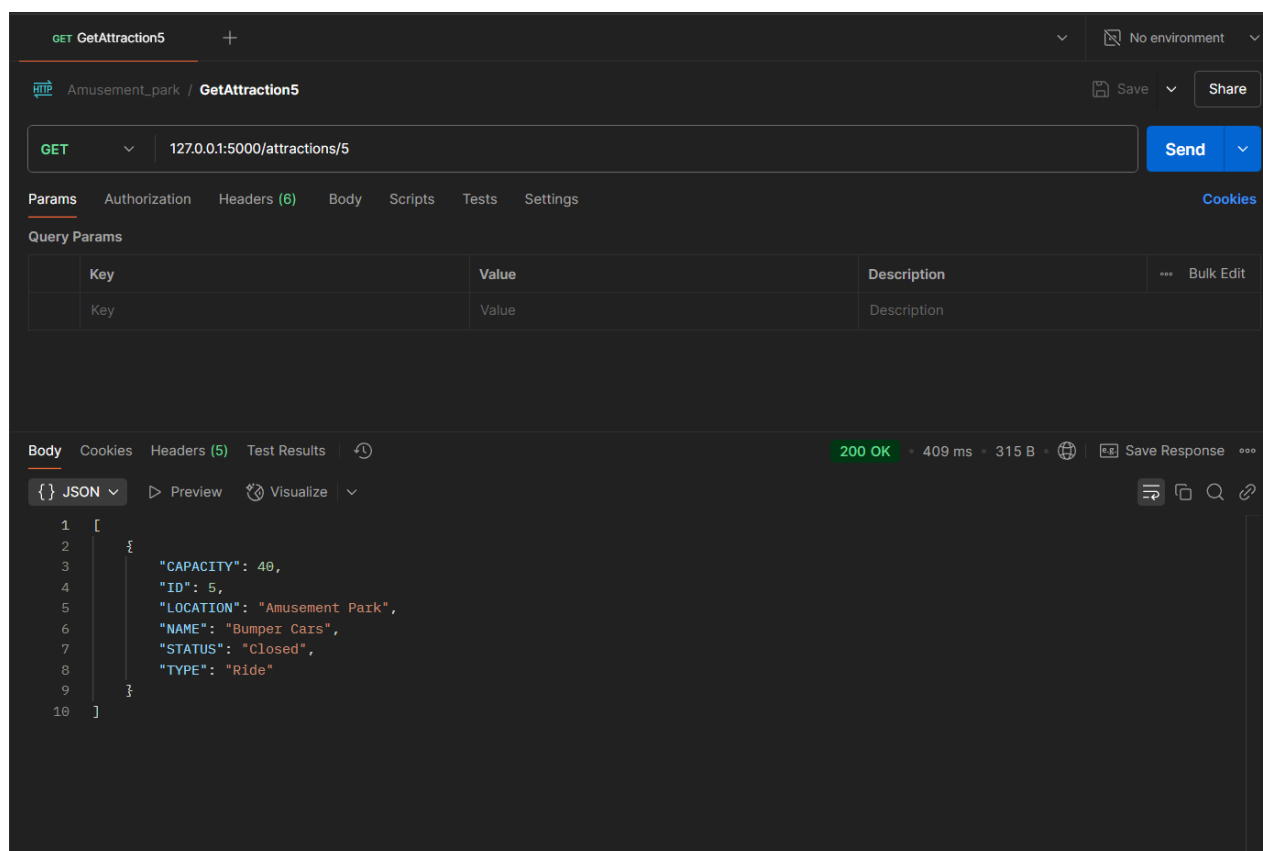 GET GetAttraction5 + No environment
HTTP Amusement_park / GetAttraction5 Save Share
GET 127.0.0.1:5000/attractions/5 Send
Params Authorization Headers (6) Body Scripts Tests Settings Cookies
Query Params
Key Value Description ••• Bulk Edit
Key Value Description
Body Cookies Headers (5) Test Results 200 OK • 409 ms • 315 B • e.g. Save Response •••
{} JSON Preview Visualize
1 [
2 {
3 "CAPACITY": 40,
4 "ID": 5,
5 "LOCATION": "Amusement Park",
6 "NAME": "Bumper Cars",
7 "STATUS": "Closed",
8 "TYPE": "Ride"
9 }
10 ]